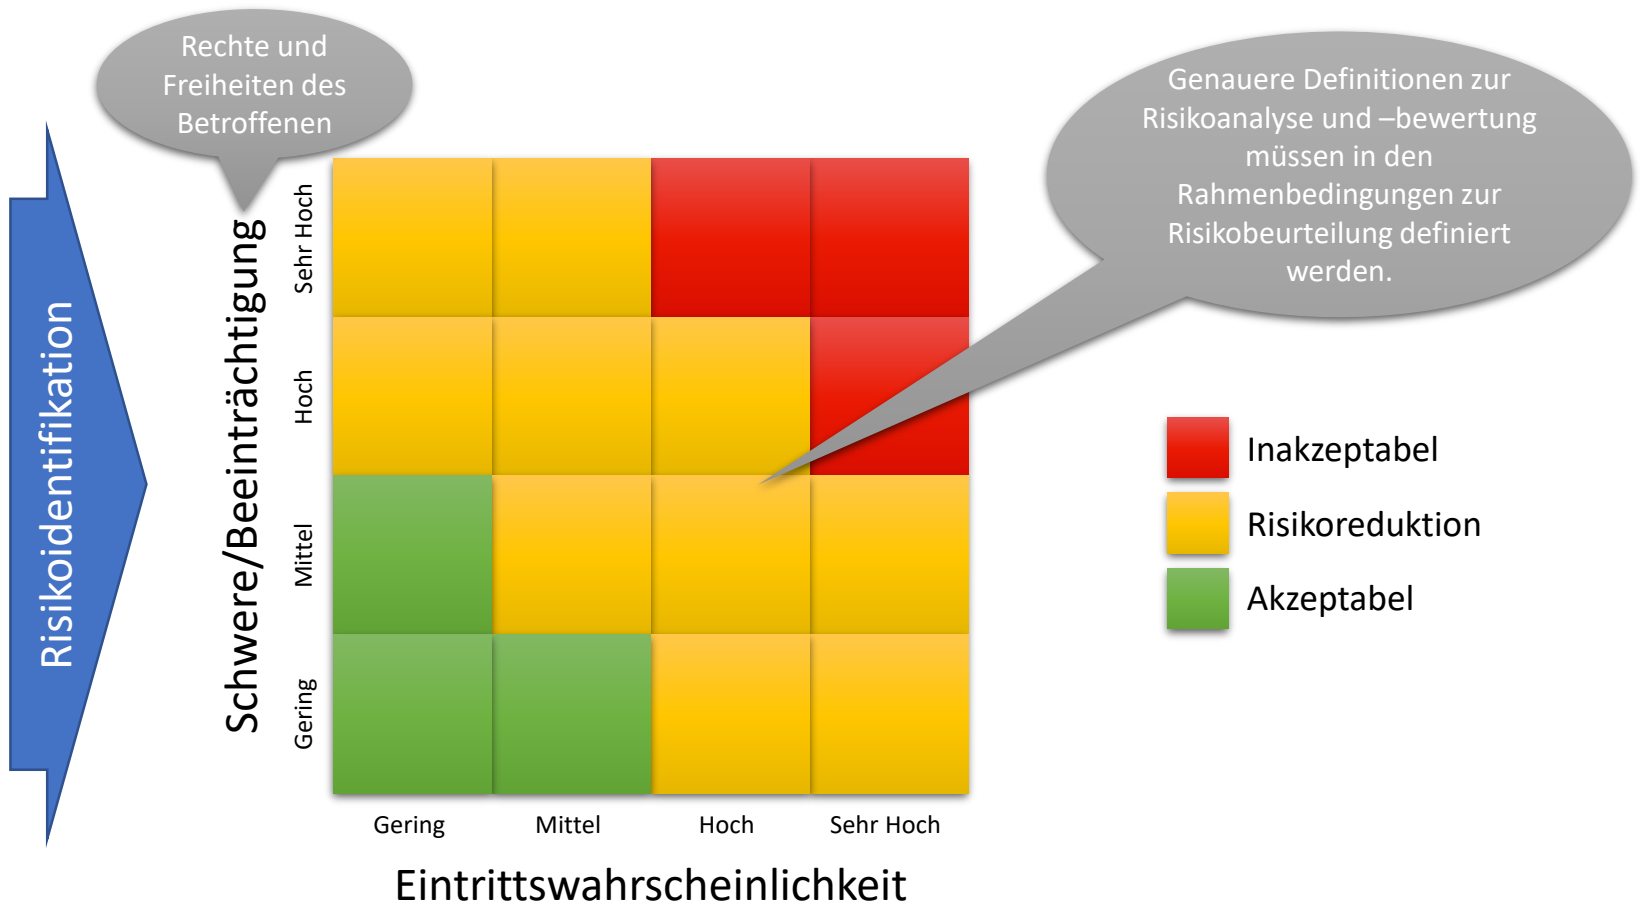 Rechte und
Freiheiten des
Betroffenen
Genauere Definitionen zur
Risikoanalyse und –bewertung
müssen in den
Rahmenbedingungen zur
Risikobeurteilung definiert
werden.
Risikoidentifikation
Schwere/Beeinträchtigung
Sehr Hoch
Hoch
Mittel
Gering
Inakzeptabel
Risikoreduktion
Akzeptabel
Gering
Mittel
Hoch
Sehr Hoch
Eintrittswahrscheinlichkeit